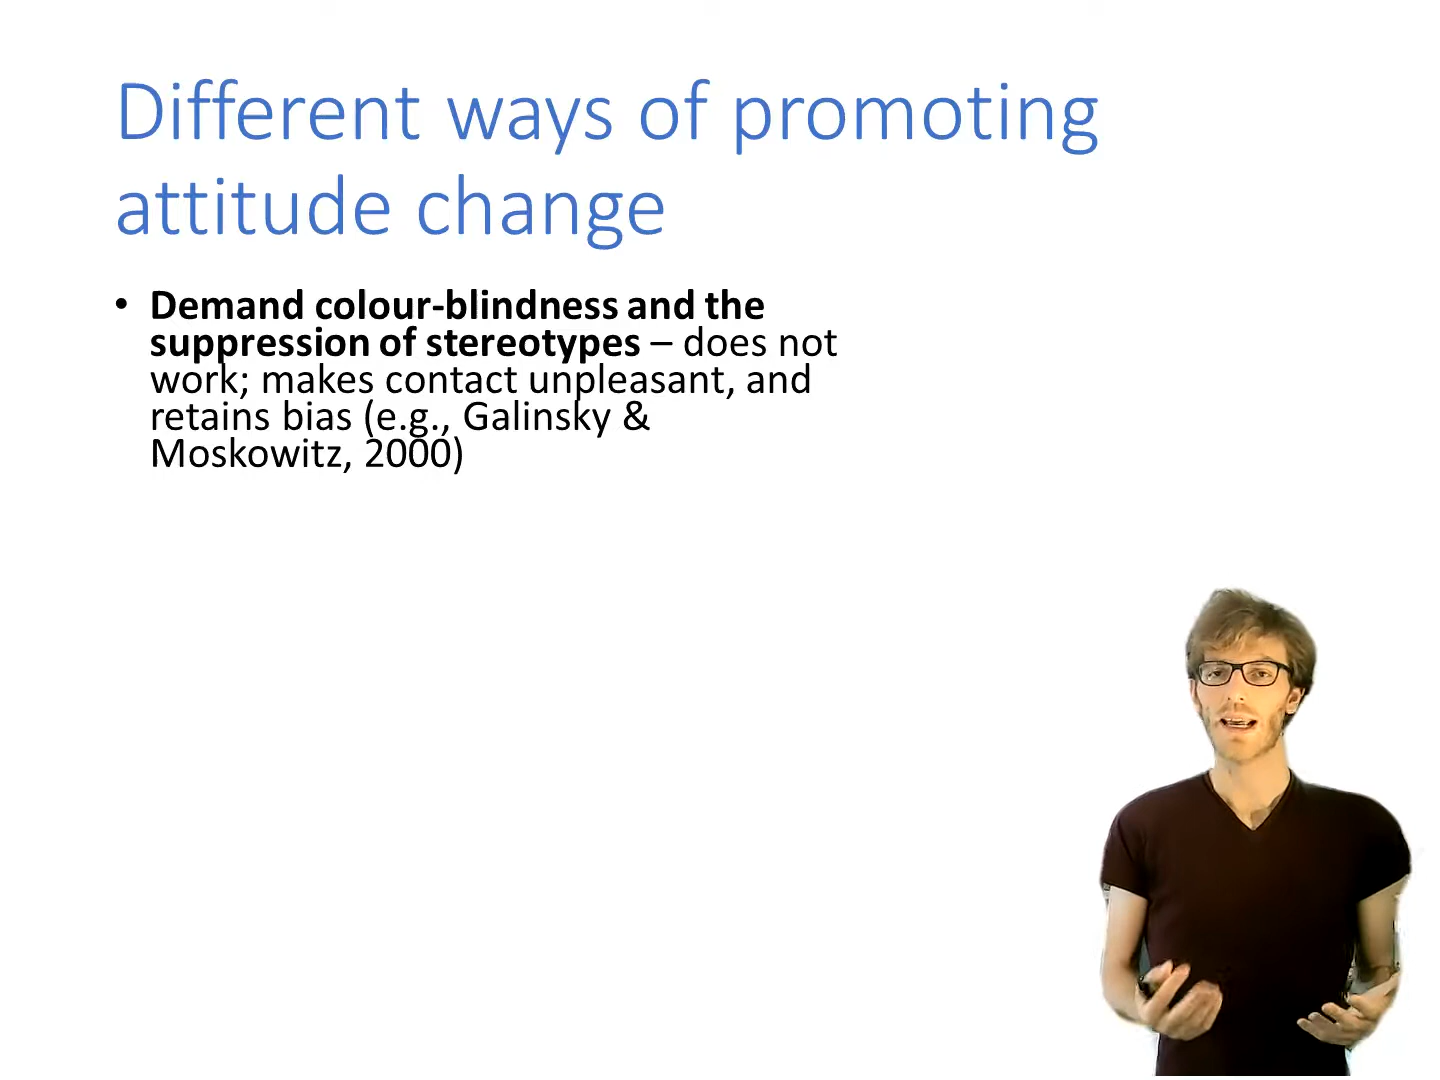 Different ways of promoting
attitude change
• Demand colour-blindness and the
suppression of stereotypes – does not
work; makes contact unpleasant, and
retains bias (e.g., Galinsky &
Moskowitz, 2000)